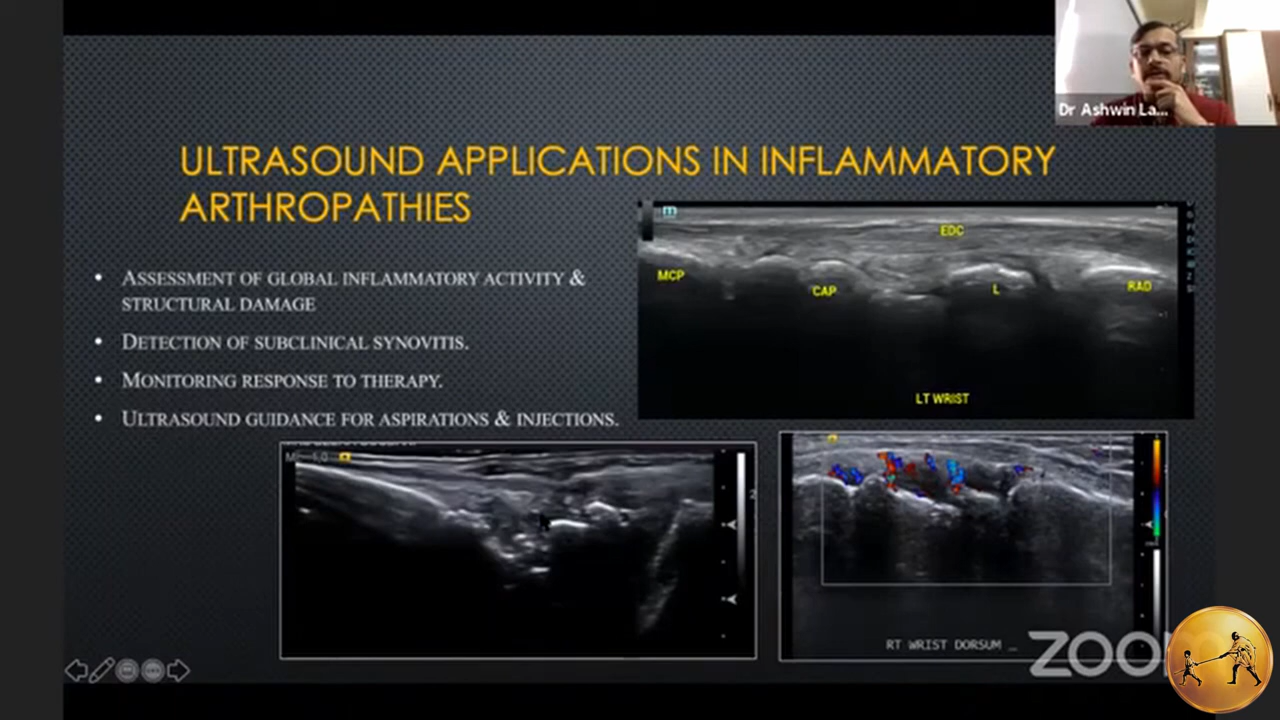 Dr Ashwin La...
ULTRASOUND APPLICATIONS IN INFLAMMATORY
ARTHROPATHIES
• ASSESSMENT OF GLOBAL INFLAMMATORY ACTIVITY &
STRUCTURAL DAMAGE
• DETECTION OF SUBCLINICAL SYNOVITIS.
• MONITORING RESPONSE TO THERAPY.
• ULTRASOUND GUIDANCE FOR ASPIRATIONS & INJECTIONS.
m
EDC
MCP
CAP
L
RAD
LT WRIST
2
RT WRIST DORSUM _
zoom